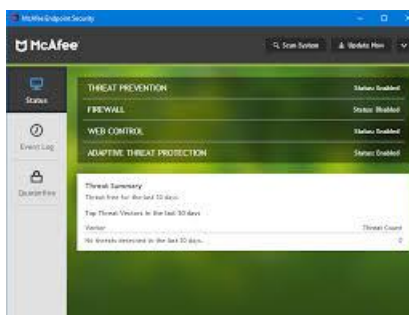 McAfee Endpoint Security
McAfee
Scan System
Update Now
Status
Event Log
Quarantine
THREAT PREVENTION Status: Enabled
FIREWALL Status: Disabled
WEB CONTROL Status: Enabled
ADAPTIVE THREAT PROTECTION Status: Enabled
Threat Summary
Threat free for the last 30 days.
Top Threat Vectors in the last 30 days
Vector Threat Count
No threats detected in the last 30 days. 0